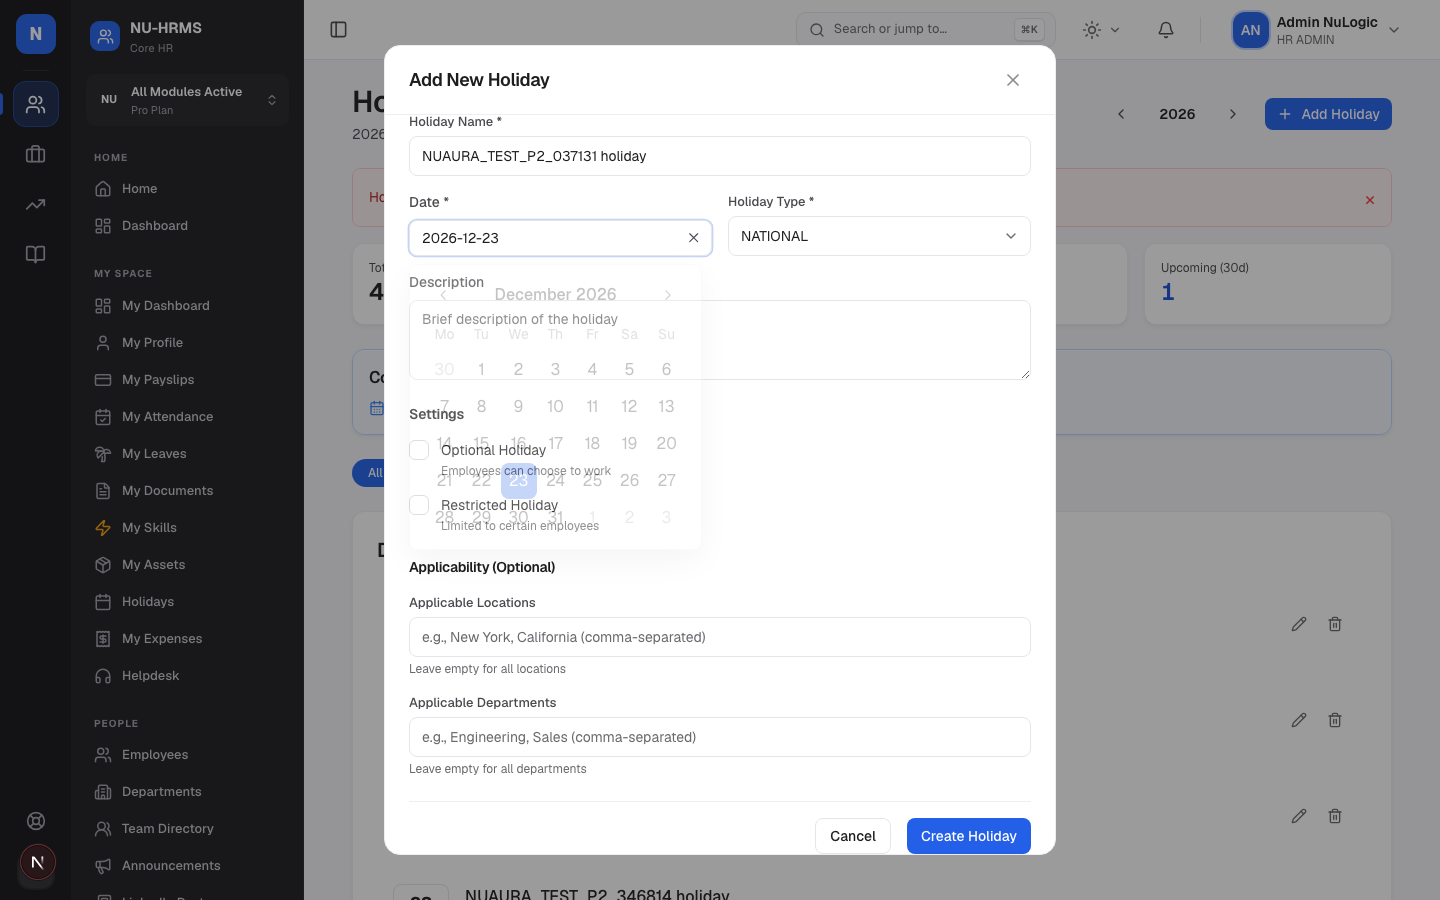 N
NU-HRMS
Core HR
NU
All Modules Active
Pro Plan
HOME
Home
Dashboard
MY SPACE
My Dashboard
My Profile
My Payslips
My Attendance
My Leaves
My Documents
My Skills
My Assets
Holidays
My Expenses
Helpdesk
PEOPLE
Employees
Departments
Team Directory
Announcements
N
Search or jump to...
⌘K
AN
Admin NuLogic
HR ADMIN
2026
Add Holiday
Upcoming (30d)
1
All
Add New Holiday
Holiday Name *
NUAURA_TEST_P2_037131 holiday
Date *
2026-12-23
Holiday Type *
NATIONAL
Description
Brief description of the holiday
December 2026
Mo Tu We Th Fr Sa Su
30 1 2 3 4 5 6
7 8 9 10 11 12 13
14 15 16 17 18 19 20
21 22 23 24 25 26 27
28 29 30 31 1 2 3
Settings
Optional Holiday
Employees can choose to work
Restricted Holiday
Limited to certain employees
Applicability (Optional)
Applicable Locations
e.g., New York, California (comma-separated)
Leave empty for all locations
Applicable Departments
e.g., Engineering, Sales (comma-separated)
Leave empty for all departments
Cancel
Create Holiday
NUAURA_TEST_P2_346814 holiday